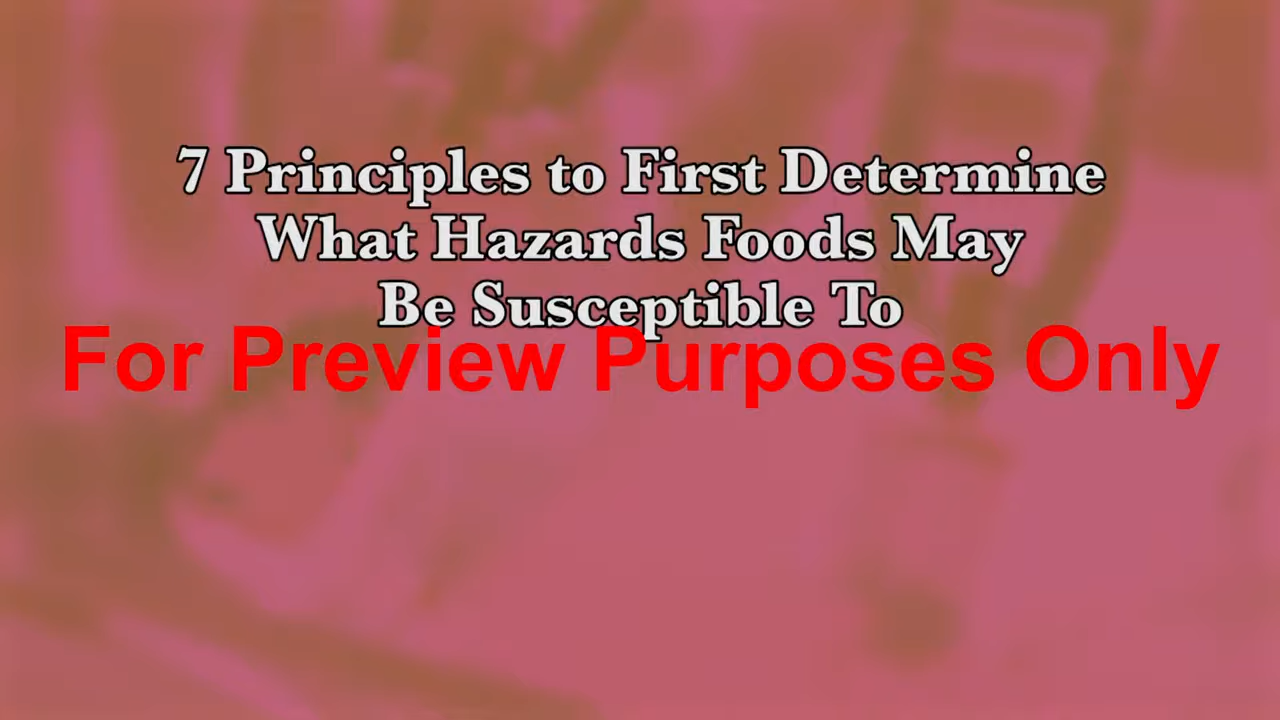 7 Principles to First Determine
What Hazards Foods May
Be Susceptible To
For Preview Purposes Only